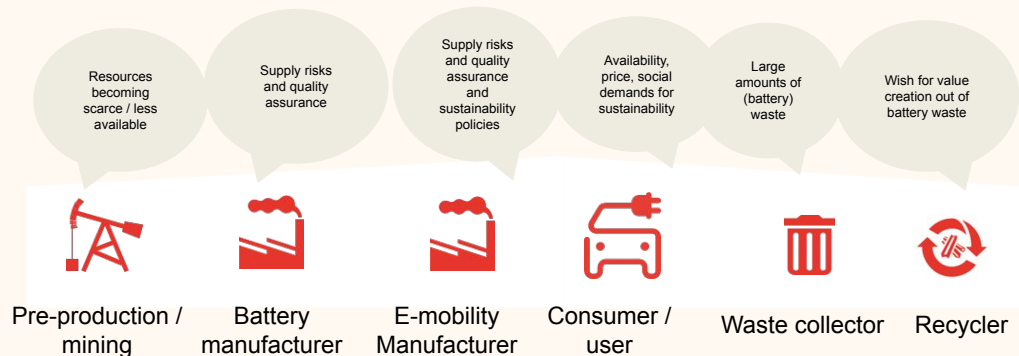 Resources
becoming
scarce / less
available
Supply risks
and quality
assurance
Supply risks
and quality
assurance
and
sustainability
policies
Availability,
price, social
demands for
sustainability
Large
amounts of
(battery)
waste
Wish for value
creation out of
battery waste
Pre-production /
mining
Battery
manufacturer
E-mobility
Manufacturer
Consumer /
user
Waste collector
Recycler